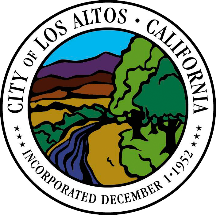 CITY OF LOS ALTOS • CALIFORNIA
★★★ INCORPORATED DECEMBER 1•1952 ★★★